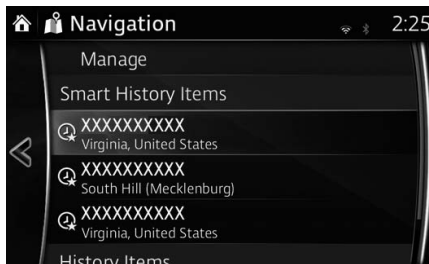 Navigation
2:25
Manage
Smart History Items
XXXXXXXXXX
Virginia, United States
XXXXXXXXXX
South Hill (Mecklenburg)
XXXXXXXXXX
Virginia, United States
History Items